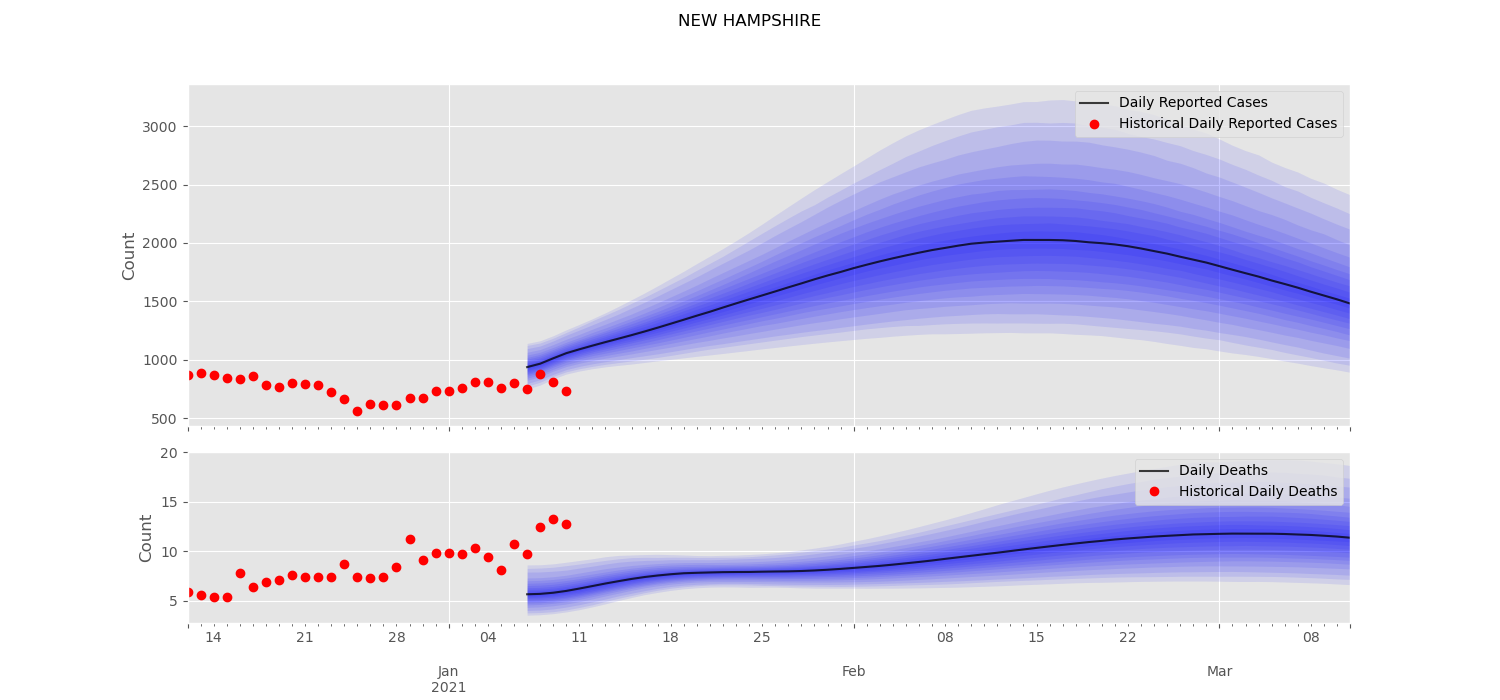 NEW HAMPSHIRE
Daily Reported Cases
Historical Daily Reported Cases
3000
2500
2000
1500
1000
500
Count
Daily Deaths
Historical Daily Deaths
20
15
10
5
Count
14 21 28 04 11 18 25 08 15 22 08
Jan Feb Mar
2021